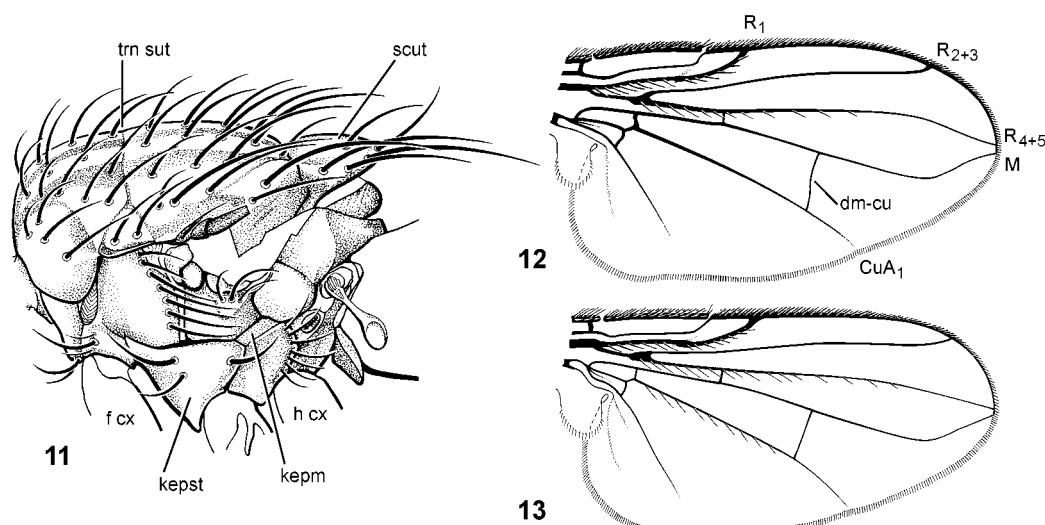 trn sut
scut
f cx
h cx
kepst
kepm
11
R1
R2+3
R4+5
M
dm-cu
CuA1
12
13